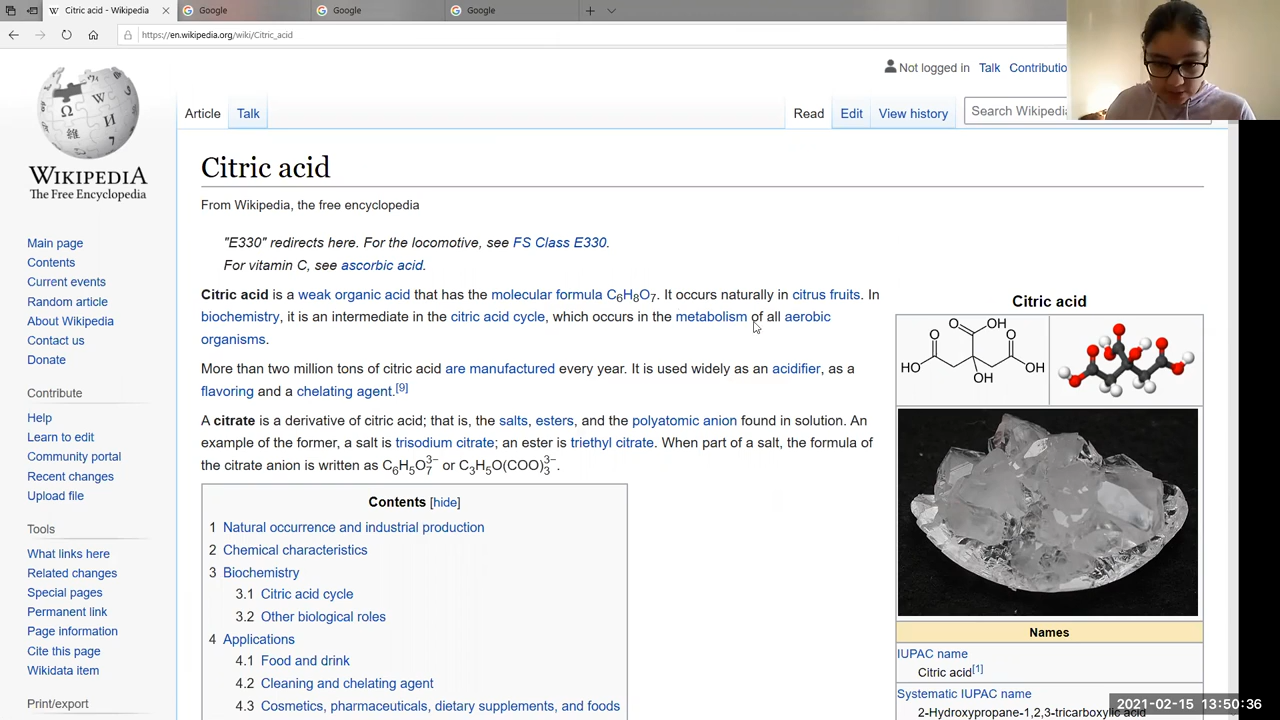 Citric acid - Wikipedia
Google
Google
Google
https://en.wikipedia.org/wiki/Citric_acid
WIKIPEDIA
The Free Encyclopedia
Not logged in Talk Contributio
Article Talk Read Edit View history Search Wikipedi
Citric acid
From Wikipedia, the free encyclopedia
"E330" redirects here. For the locomotive, see FS Class E330.
For vitamin C, see ascorbic acid.
Citric acid is a weak organic acid that has the molecular formula C6H8O7. It occurs naturally in citrus fruits. In
biochemistry, it is an intermediate in the citric acid cycle, which occurs in the metabolism of all aerobic
organisms.
More than two million tons of citric acid are manufactured every year. It is used widely as an acidifier, as a
flavoring and a chelating agent.[9]
A citrate is a derivative of citric acid; that is, the salts, esters, and the polyatomic anion found in solution. An
example of the former, a salt is trisodium citrate; an ester is triethyl citrate. When part of a salt, the formula of
the citrate anion is written as C6H5O7 3− or C3H5O(COO)3 3−.
Contents [hide]
1 Natural occurrence and industrial production
2 Chemical characteristics
3 Biochemistry
3.1 Citric acid cycle
3.2 Other biological roles
4 Applications
4.1 Food and drink
4.2 Cleaning and chelating agent
4.3 Cosmetics, pharmaceuticals, dietary supplements, and foods
Main page
Contents
Current events
Random article
About Wikipedia
Contact us
Donate
Contribute
Help
Learn to edit
Community portal
Recent changes
Upload file
Tools
What links here
Related changes
Special pages
Permanent link
Page information
Cite this page
Wikidata item
Print/export
Citric acid
O OH
O O
HO OH
OH
Names
IUPAC name
Citric acid[1]
Systematic IUPAC name
2-Hydroxypropane-1,2,3-tricarboxylic acid
2021-02-15 13:50:36